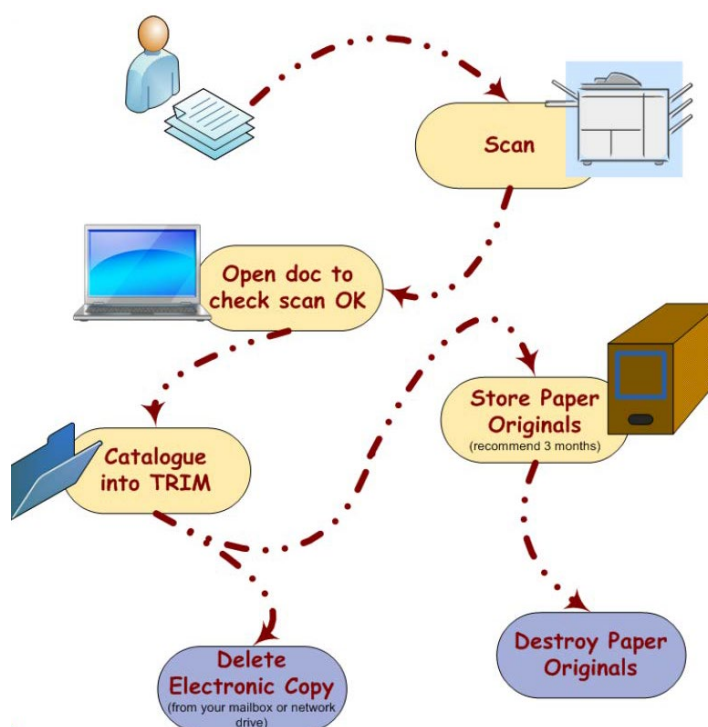 Scan
Open doc to
check scan OK
Catalogue
into TRIM
Store Paper
Originals
(recommend 3 months)
Delete
Electronic Copy
(from your mailbox or network
drive)
Destroy Paper
Originals